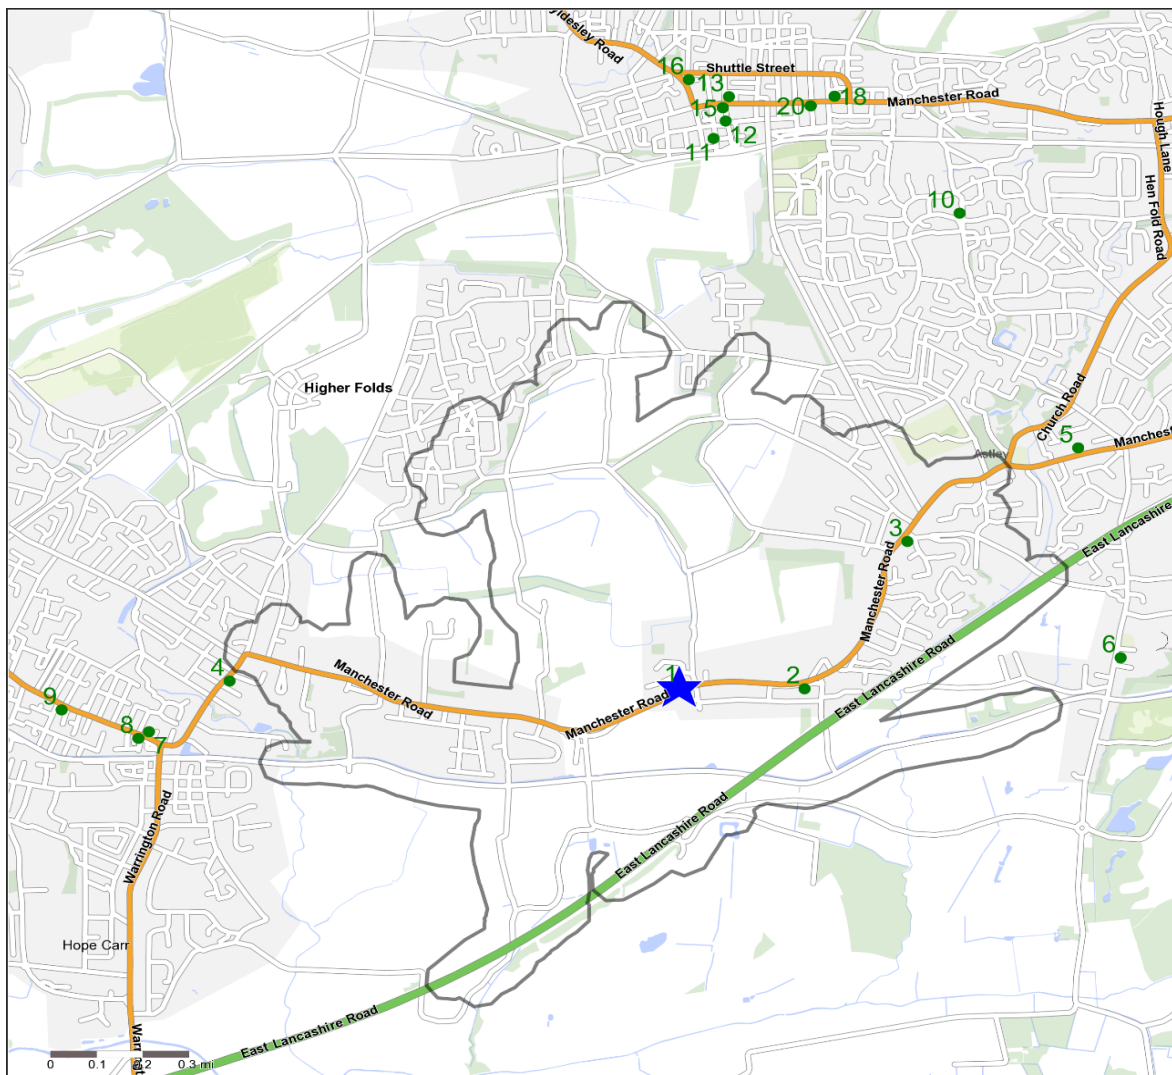 yldesley Road
Shuttle Street
16
13
18
Manchester Road
15
20
12
11
Hough Lane
10
Hen Fold Road
Higher Folds
Church Road
5
Manchest
Astley
East Lancashire
3
Manchester Road
6
4
Manchester Road
1
2
Manchester Road
East Lancashire Road
9
8
7
East Lancashire Road
Warrington Road
East Lancashire Road
Hope Carr
East Lancashire Road
Warringt
0 0.1 0.2 0.3 mi